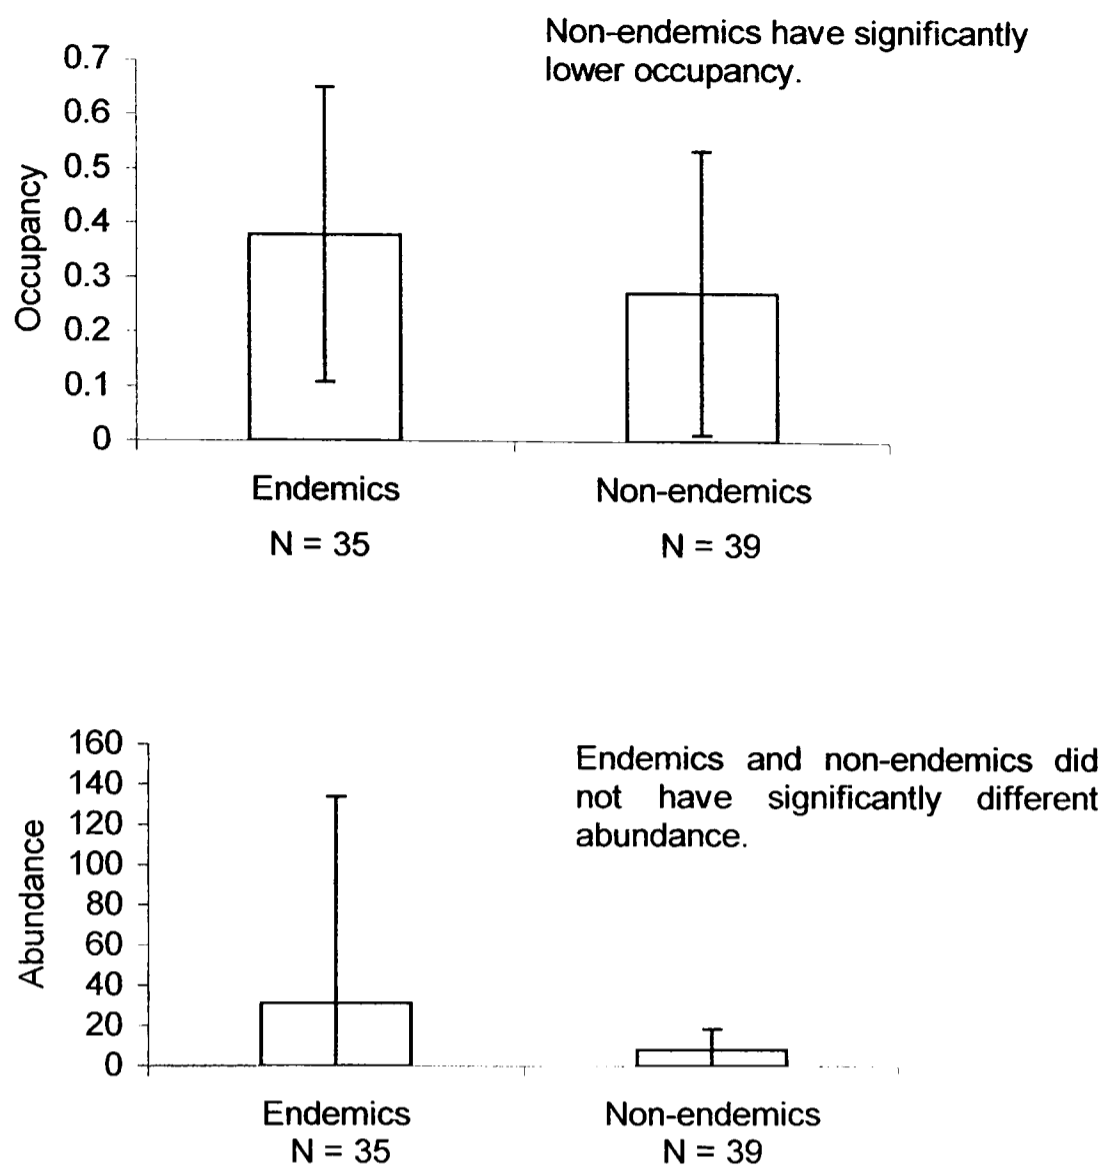 Non-endemics have significantly
lower occupancy.
0.7
0.6
0.5
0.4
0.3
0.2
0.1
0
Occupancy
Endemics
Non-endemics
N = 35
N = 39
Endemics and non-endemics did
not have significantly different
abundance.
160
140
120
100
80
60
40
20
0
Abundance
Endemics
Non-endemics
N = 35
N = 39